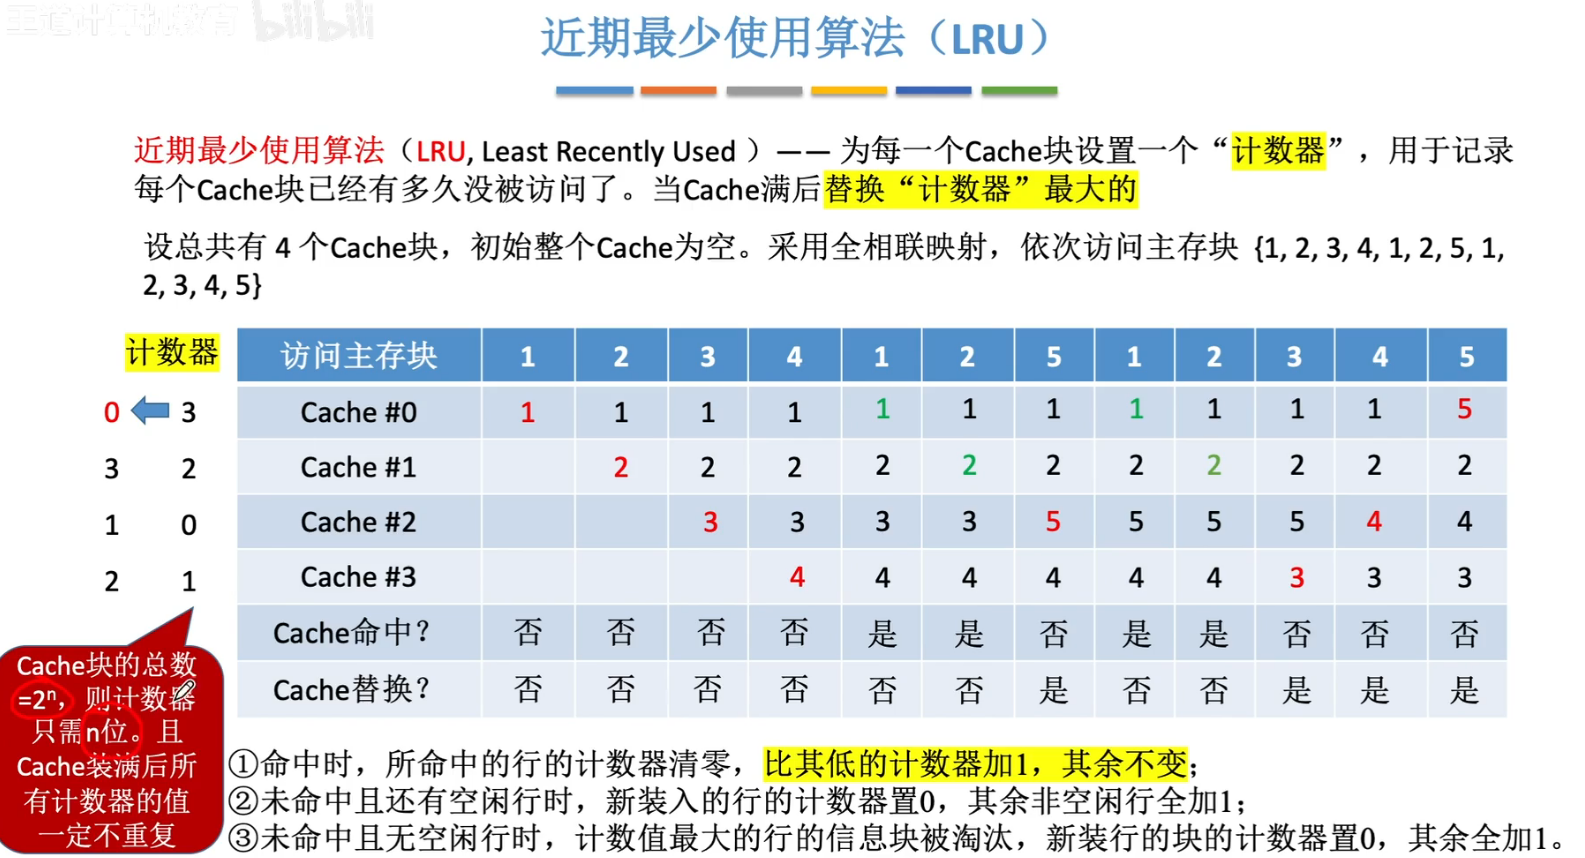 王道计算机教育 bilibili
近期最少使用算法（LRU）
近期最少使用算法（LRU, Least Recently Used ）—— 为每一个Cache块设置一个“计数器”，用于记录
每个Cache块已经有多久没被访问了。当Cache满后替换“计数器”最大的
设总共有 4 个Cache块，初始整个Cache为空。采用全相联映射，依次访问主存块 {1, 2, 3, 4, 1, 2, 5, 1,
2, 3, 4, 5}
计数器 访问主存块 1 2 3 4 1 2 5 1 2 3 4 5
0 3 Cache #0 1 1 1 1 1 1 1 1 1 1 1 5
3 2 Cache #1 2 2 2 2 2 2 2 2 2 2 2
1 0 Cache #2 3 3 3 3 5 5 5 5 4 4
2 1 Cache #3 4 4 4 4 4 4 3 3 3
Cache命中？ 否 否 否 否 是 是 否 是 是 否 否 否
Cache替换？ 否 否 否 否 否 否 是 否 否 是 是 是
Cache块的总数
=2ⁿ，则计数器
只需n位。且
Cache装满后所
有计数器的值
一定不重复
①命中时，所命中的行的计数器清零，比其低的计数器加1，其余不变；
②未命中且还有空闲行时，新装入的行的计数器置0，其余非空闲行全加1；
③未命中且无空闲行时，计数值最大的行的信息块被淘汰，新装行的块的计数器置0，其余全加1。